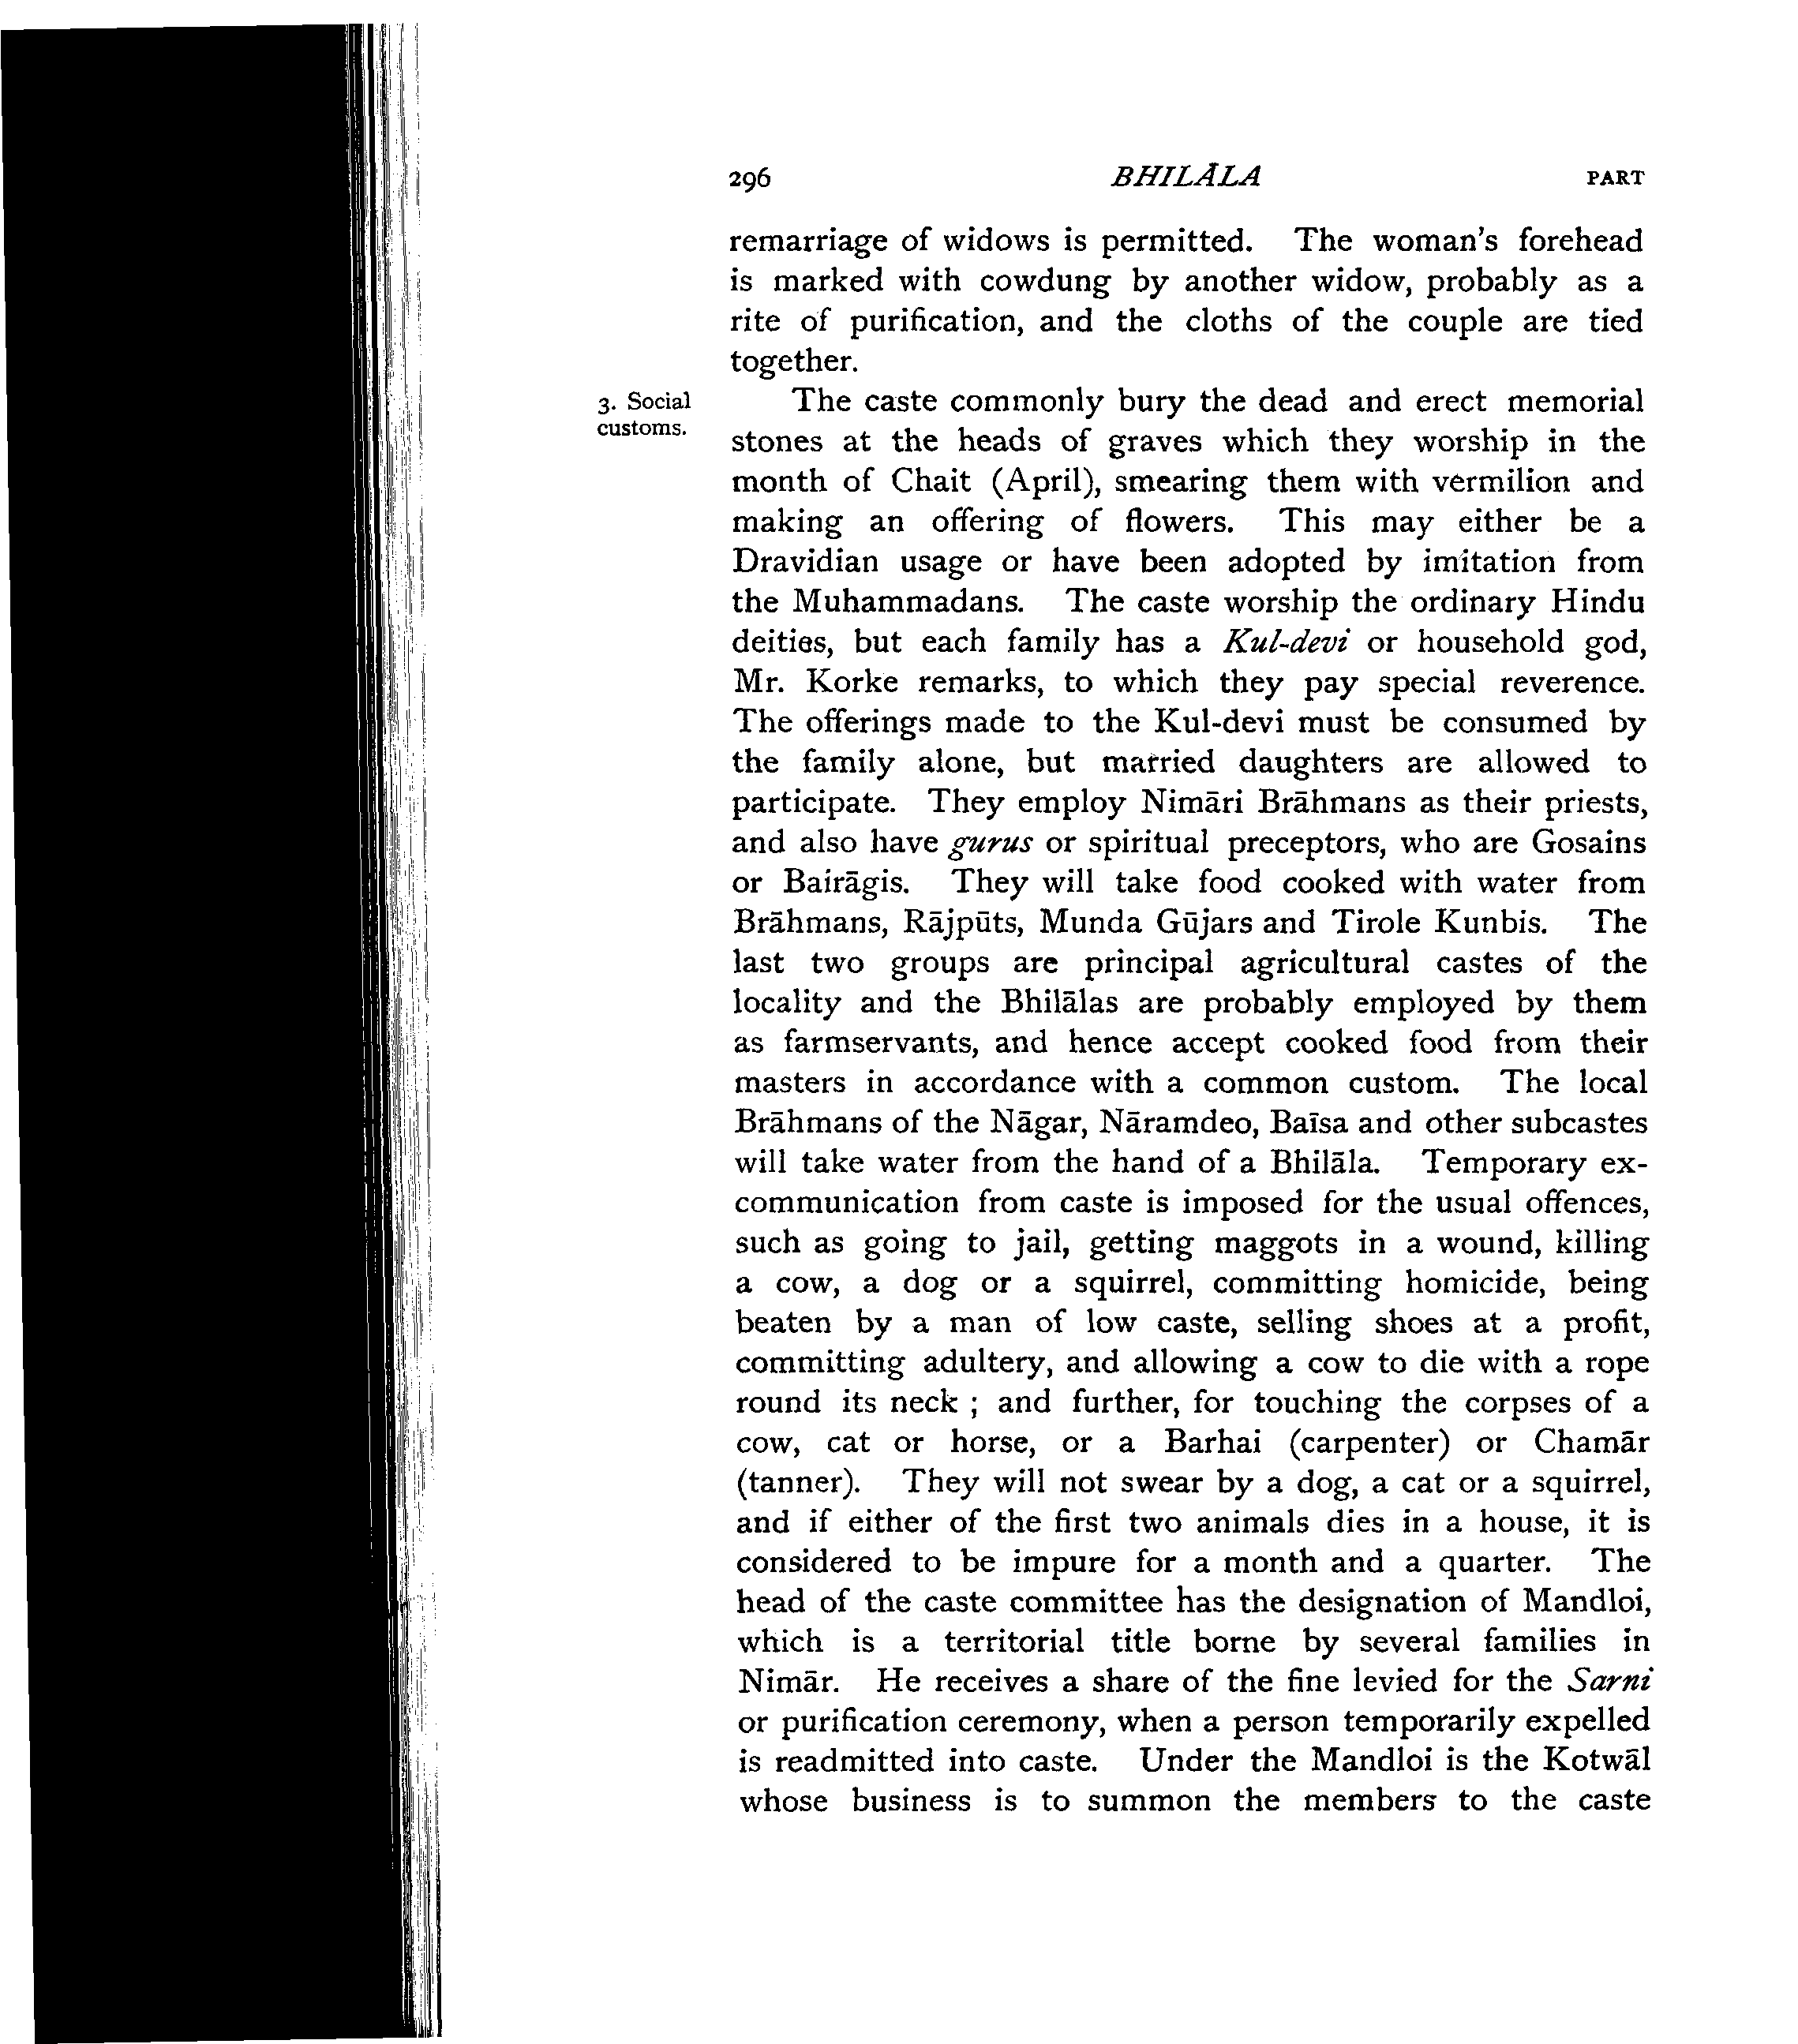 296 BHILĀLA PART
remarriage of widows is permitted. The woman's forehead
is marked with cowdung by another widow, probably as a
rite of purification, and the cloths of the couple are tied
together.
3. Social
customs.
The caste commonly bury the dead and erect memorial
stones at the heads of graves which they worship in the
month of Chait (April), smearing them with vermilion and
making an offering of flowers. This may either be a
Dravidian usage or have been adopted by imitation from
the Muhammadans. The caste worship the ordinary Hindu
deities, but each family has a Kul-devi or household god,
Mr. Korke remarks, to which they pay special reverence.
The offerings made to the Kul-devi must be consumed by
the family alone, but married daughters are allowed to
participate. They employ Nimāri Brāhmans as their priests,
and also have gurus or spiritual preceptors, who are Gosains
or Bairāgis. They will take food cooked with water from
Brāhmans, Rājpūts, Munda Gūjars and Tirole Kunbis. The
last two groups are principal agricultural castes of the
locality and the Bhilālas are probably employed by them
as farmservants, and hence accept cooked food from their
masters in accordance with a common custom. The local
Brāhmans of the Nāgar, Nāramdeo, Baīsa and other subcastes
will take water from the hand of a Bhilāla. Temporary ex-
communication from caste is imposed for the usual offences,
such as going to jail, getting maggots in a wound, killing
a cow, a dog or a squirrel, committing homicide, being
beaten by a man of low caste, selling shoes at a profit,
committing adultery, and allowing a cow to die with a rope
round its neck ; and further, for touching the corpses of a
cow, cat or horse, or a Barhai (carpenter) or Chamār
(tanner). They will not swear by a dog, a cat or a squirrel,
and if either of the first two animals dies in a house, it is
considered to be impure for a month and a quarter. The
head of the caste committee has the designation of Mandloi,
which is a territorial title borne by several families in
Nimār. He receives a share of the fine levied for the Sarni
or purification ceremony, when a person temporarily expelled
is readmitted into caste. Under the Mandloi is the Kotwāl
whose business is to summon the members to the caste